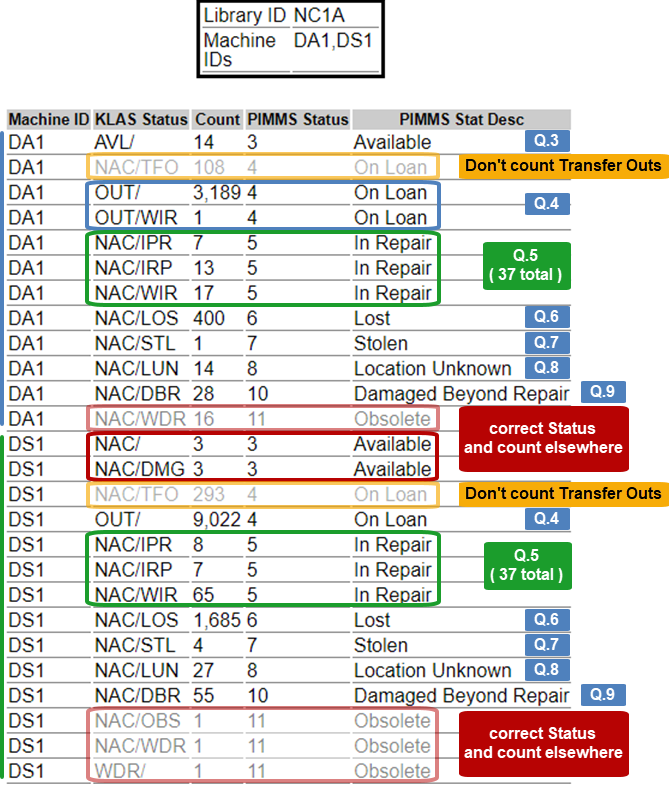 Library ID NC1A
Machine IDs DA1,DS1
Machine ID KLAS Status Count PIMMS Status PIMMS Stat Desc
DA1 AVL/ 14 3 Available Q.3
DA1 NAC/TFO 108 4 On Loan Don't count Transfer Outs
DA1 OUT/ 3,189 4 On Loan Q.4
DA1 OUT/WIR 1 4 On Loan
DA1 NAC/IPR 7 5 In Repair Q.5
DA1 NAC/IRP 13 5 In Repair ( 37 total )
DA1 NAC/WIR 17 5 In Repair
DA1 NAC/LOS 400 6 Lost Q.6
DA1 NAC/STL 1 7 Stolen Q.7
DA1 NAC/LUN 14 8 Location Unknown Q.8
DA1 NAC/DBR 28 10 Damaged Beyond Repair Q.9
DA1 NAC/WDR 16 11 Obsolete correct Status
DS1 NAC/ 3 3 Available and count elsewhere
DS1 NAC/DMG 3 3 Available
DS1 NAC/TFO 293 4 On Loan Don't count Transfer Outs
DS1 OUT/ 9,022 4 On Loan Q.4
DS1 NAC/IPR 8 5 In Repair Q.5
DS1 NAC/IRP 7 5 In Repair ( 37 total )
DS1 NAC/WIR 65 5 In Repair
DS1 NAC/LOS 1,685 6 Lost Q.6
DS1 NAC/STL 4 7 Stolen Q.7
DS1 NAC/LUN 27 8 Location Unknown Q.8
DS1 NAC/DBR 55 10 Damaged Beyond Repair Q.9
DS1 NAC/OBS 1 11 Obsolete correct Status
DS1 NAC/WDR 1 11 Obsolete and count elsewhere
DS1 WDR/ 1 11 Obsolete